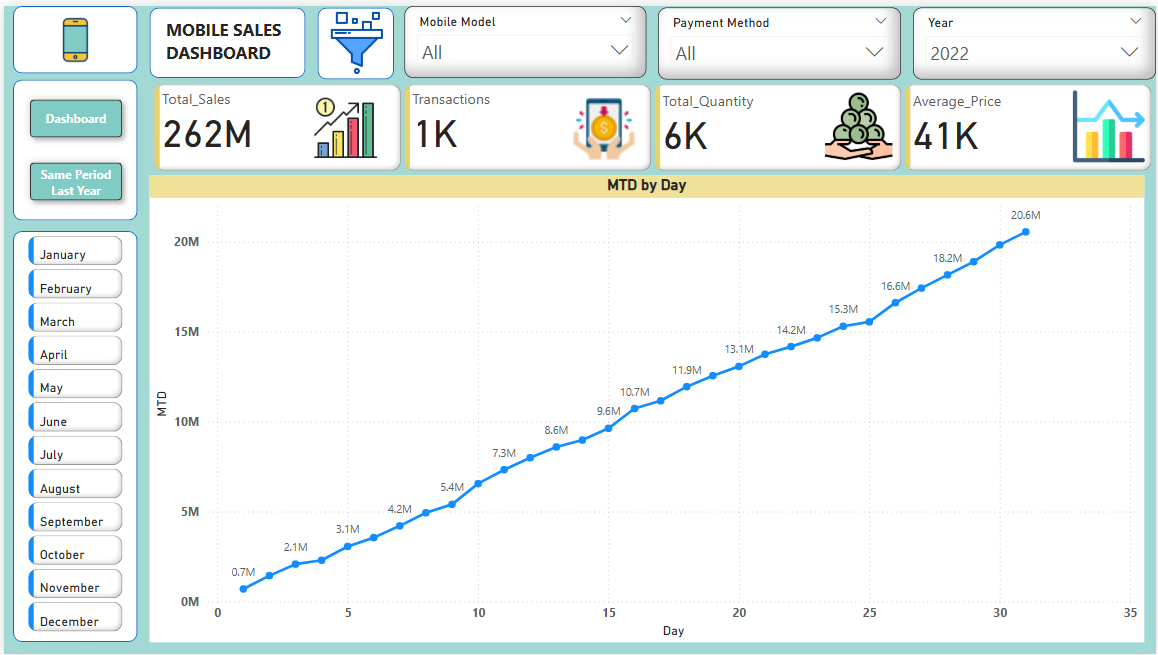 MOBILE SALES
DASHBOARD
Mobile Model
All
Payment Method
All
Year
2022
Dashboard
Same Period
Last Year
Total_Sales
262M
1
Transactions
1K
$
Total_Quantity
6K
Average_Price
41K
January
February
March
April
May
June
July
August
September
October
November
December
MTD by Day
MTD
20M
15M
10M
5M
0M
0.7M
2.1M
3.1M
4.2M
5.4M
7.3M
8.6M
9.6M
10.7M
11.9M
13.1M
14.2M
15.3M
16.6M
18.2M
20.6M
0 5 10 15 20 25 30 35
Day